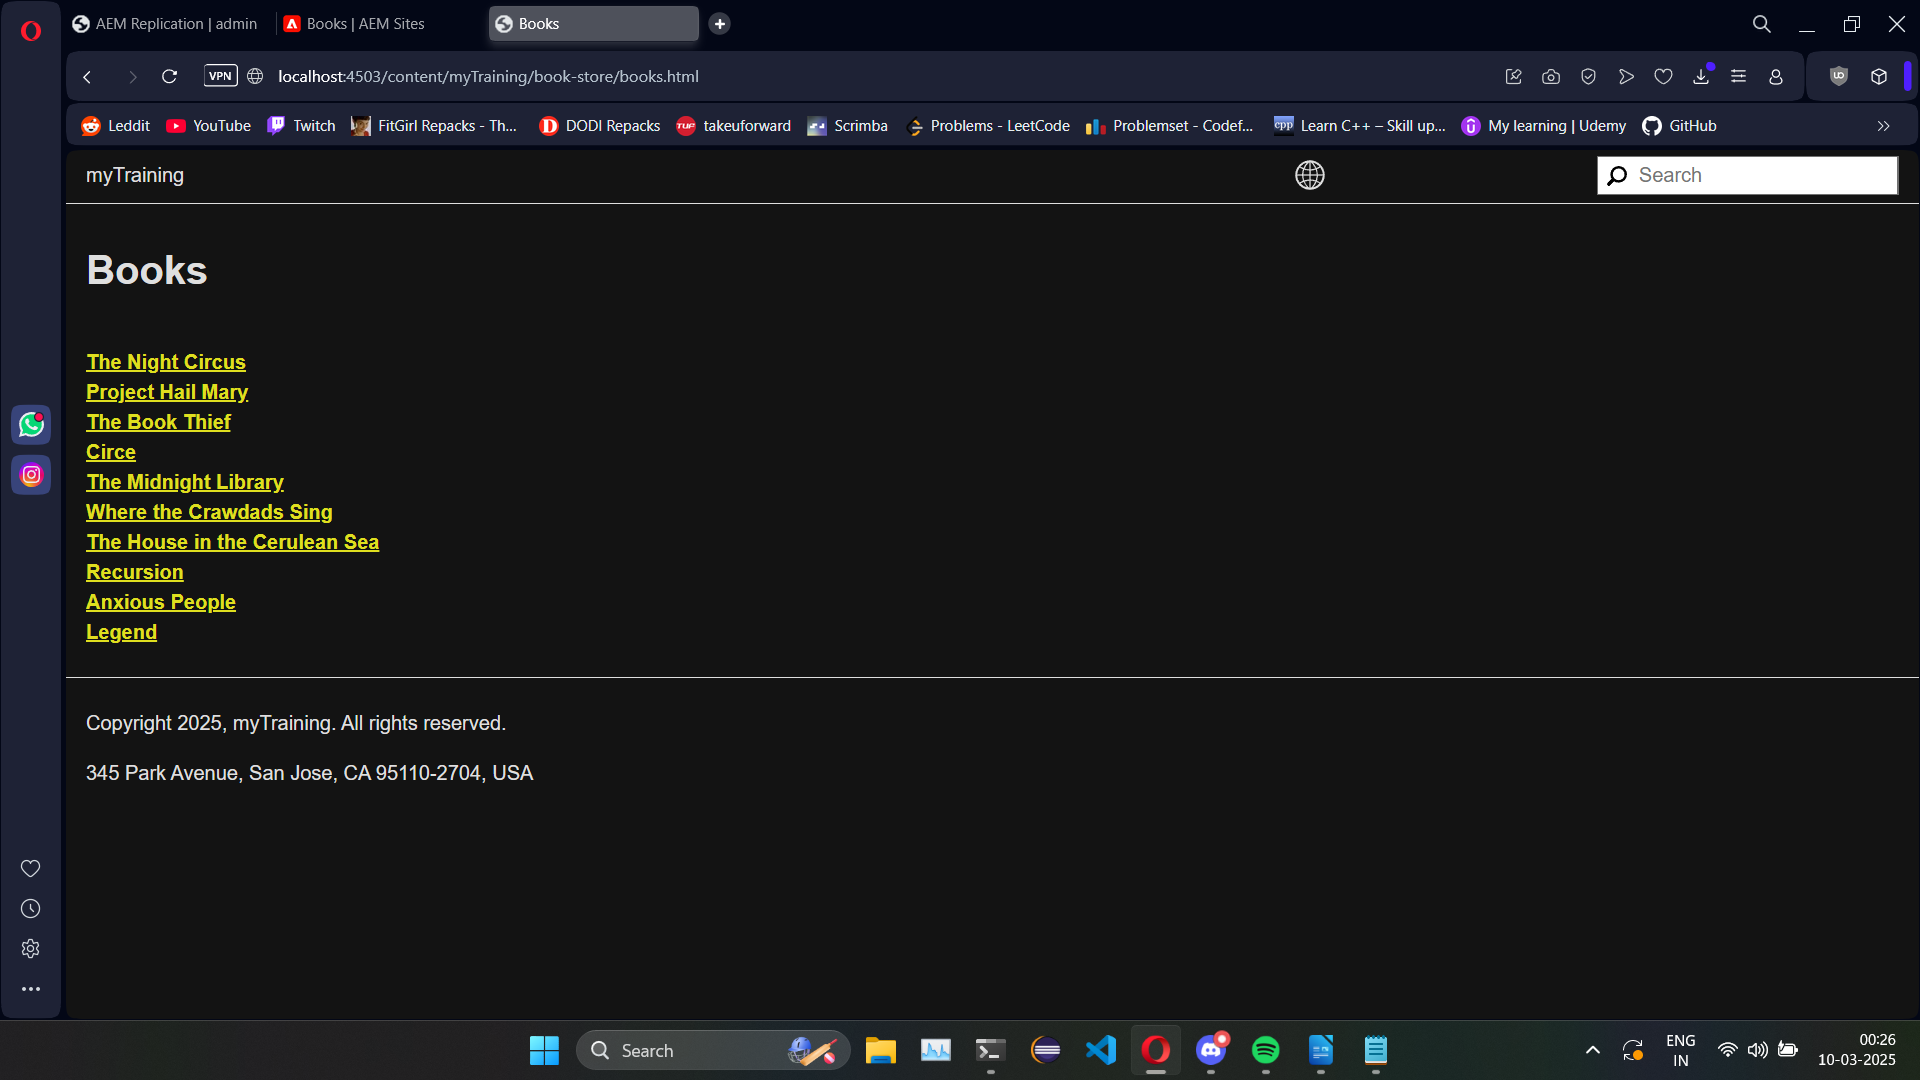 AEM Replication | admin
Books | AEM Sites
Books
VPN
localhost:4503/content/myTraining/book-store/books.html
Leddit
YouTube
Twitch
FitGirl Repacks - Th...
DODI Repacks
TUF
takeuforward
Scrimba
Problems - LeetCode
Problemset - Codef...
cpp
Learn C++ – Skill up...
My learning | Udemy
GitHub
myTraining
Search
Books
The Night Circus
Project Hail Mary
The Book Thief
Circe
The Midnight Library
Where the Crawdads Sing
The House in the Cerulean Sea
Recursion
Anxious People
Legend
Copyright 2025, myTraining. All rights reserved.
345 Park Avenue, San Jose, CA 95110-2704, USA
Search
ENG
IN
00:26
10-03-2025